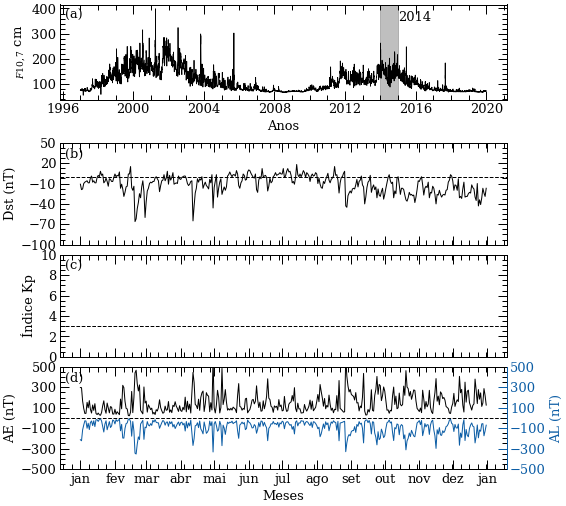 (a)
2014
F10,7 cm
400
300
200
100
1996 2000 2004 2008 2012 2016 2020
Anos
(b)
Dst (nT)
50
20
−10
−40
−70
−100
(c)
Índice Kp
10
8
6
4
2
0
(d)
AE (nT)
500
300
100
−100
−300
−500
500
300
100
−100
−300
−500
AL (nT)
jan fev mar abr mai jun jul ago set out nov dez jan
Meses